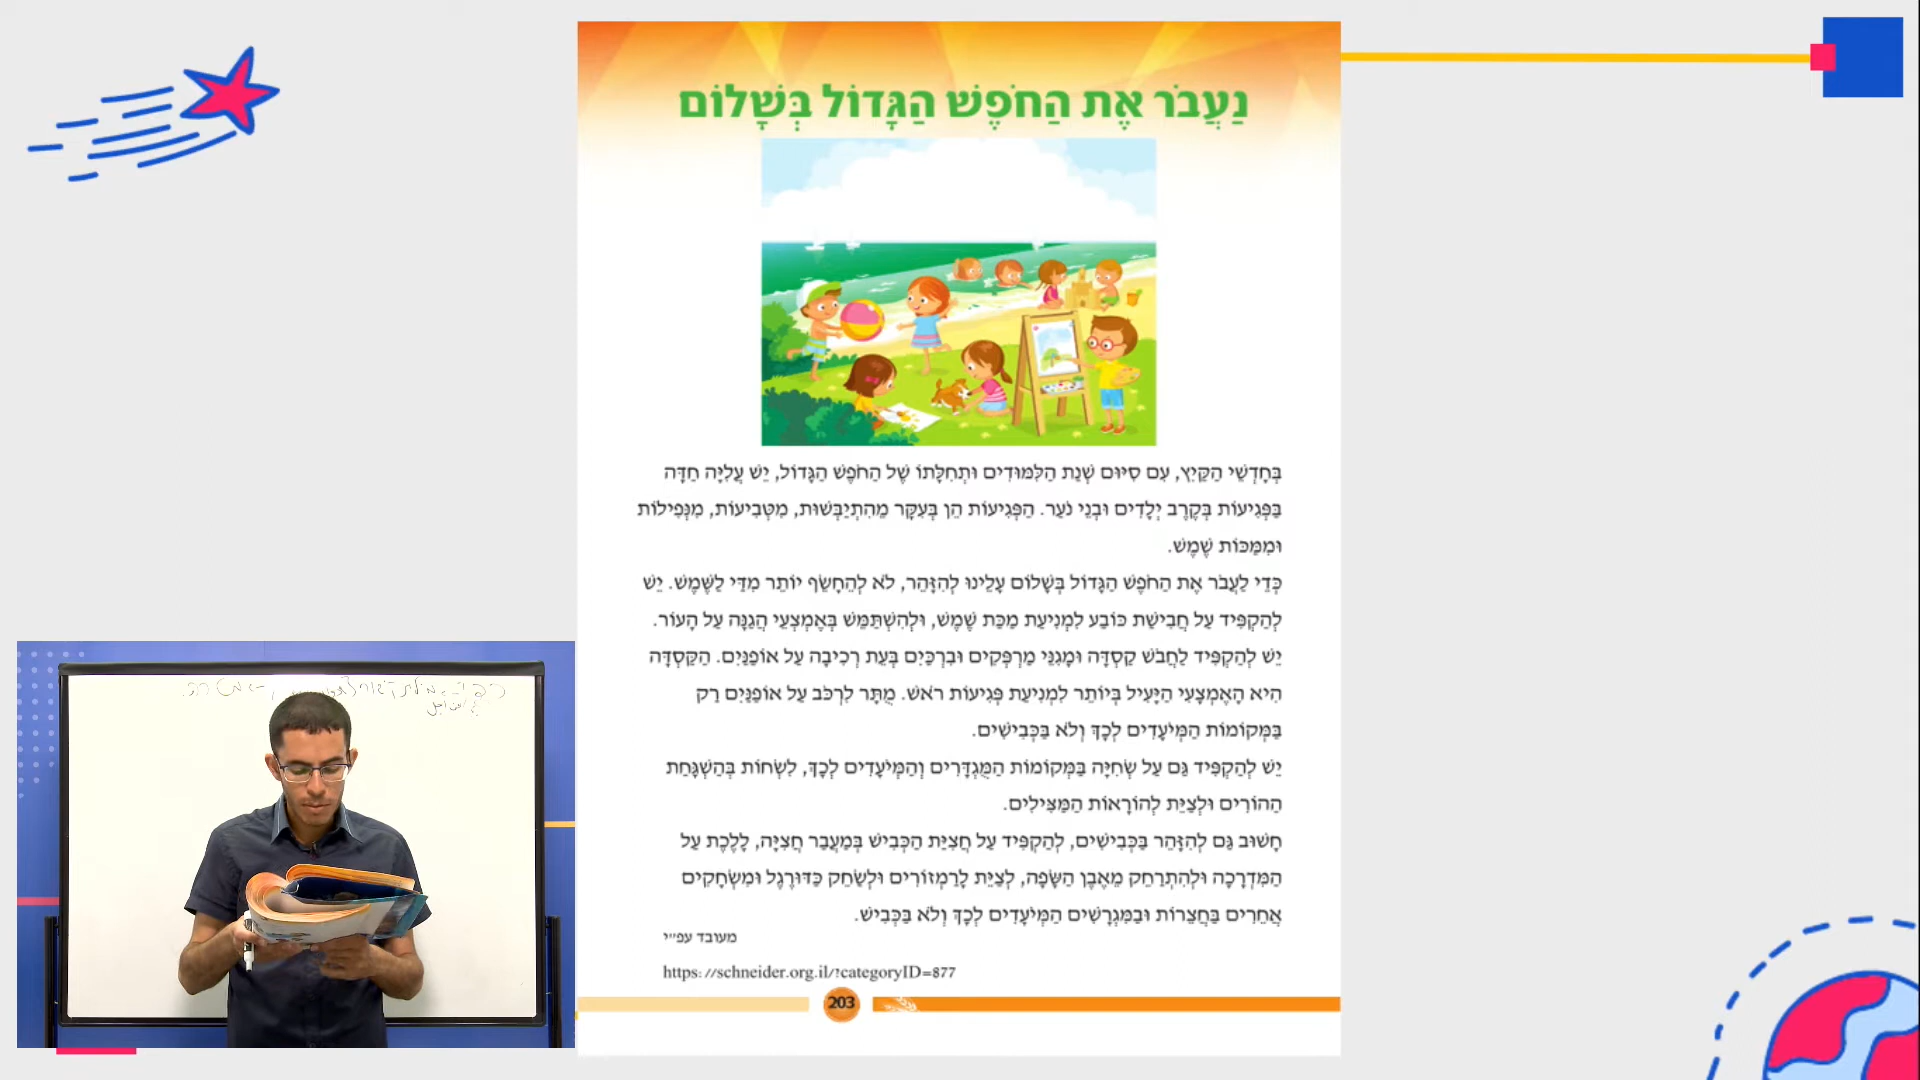 נַעֲבֹר אֶת הַחֹפֶשׁ הַגָּדוֹל בְּשָׁלוֹם
בְּחָדְשֵׁי הַקַּיִץ, עִם סִיּוּם שְׁנַת הַלִּמּוּדִים וּתְחִלָּתוֹ שֶׁל הַחֹפֶשׁ הַגָּדוֹל, יֵשׁ עֲלִיָּה חַדָּה
בַּפְּגִיעוֹת בְּקֶרֶב יְלָדִים וּבְנֵי נֹעַר. הַפְּגִיעוֹת הֵן בְּעִקָּר מֵהִתְיַבְּשׁוּת, מִטְּבִיעוֹת, מִנְּפִילוֹת
וּמִמַּכּוֹת שֶׁמֶשׁ.
כְּדֵי לַעֲבֹר אֶת הַחֹפֶשׁ הַגָּדוֹל בְּשָׁלוֹם עָלֵינוּ לְהִזָּהֵר, לֹא לְהֵחָשֵׂף יוֹתֵר מִדַּי לַשֶּׁמֶשׁ. יֵשׁ
לְהַקְפִּיד עַל חֲבִישַׁת כּוֹבַע לִמְנִיעַת מַכַּת שֶׁמֶשׁ, וּלְהִשְׁתַּמֵּשׁ בְּאֶמְצְעֵי הֲגַנָּה עַל הָעוֹר.
יֵשׁ לְהַקְפִּיד לַחֲבֹשׁ קַסְדָּה וּמָגִנֵּי מַרְפְּקִים וּבִרְכַּיִם בְּעֵת רְכִיבָה עַל אוֹפַנַּיִם. הַקַּסְדָּה
הִיא הָאֶמְצָעִי הַיָּעִיל בְּיוֹתֵר לִמְנִיעַת פְּגִיעוֹת רֹאשׁ. מֻתָּר לִרְכֹּב עַל אוֹפַנַּיִם רַק
בַּמְּקוֹמוֹת הַמְּיֹעָדִים לְכָךְ וְלֹא בַּכְּבִישִׁים.
יֵשׁ לְהַקְפִּיד גַּם עַל שְׂחִיָּה בַּמְּקוֹמוֹת הַמֻּגְדָּרִים וְהַמְּיֹעָדִים לְכָךְ, לִשְׂחוֹת בְּהַשְׁגָּחַת
הַהוֹרִים וּלְצַיֵּת לְהוֹרָאוֹת הַמַּצִּילִים.
חָשׁוּב גַּם לְהִזָּהֵר בַּכְּבִישִׁים, לְהַקְפִּיד עַל חֲצִיַּת הַכְּבִישׁ בְּמַעֲבַר חֲצִיָּה, לָלֶכֶת עַל
הַמִּדְרָכָה וּלְהִתְרַחֵק מֵאֶבֶן הַשָּׂפָה, לְצַיֵּת לָרַמְזוֹרִים וּלְשַׂחֵק כַּדּוּרֶגֶל וּמִשְׂחָקִים
אֲחֵרִים בַּחֲצֵרוֹת וּבַמִּגְרָשִׁים הַמְּיֹעָדִים לְכָךְ וְלֹא בַּכְּבִישׁ.
מעובד עפ״י
https://schneider.org.il/?categoryID=877
203